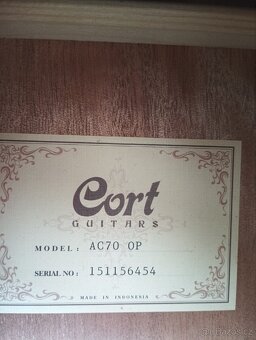 Cort
GUITARS
MODEL: AC70 OP
SERIAL NO: 151156454
MADE IN INDONESIA